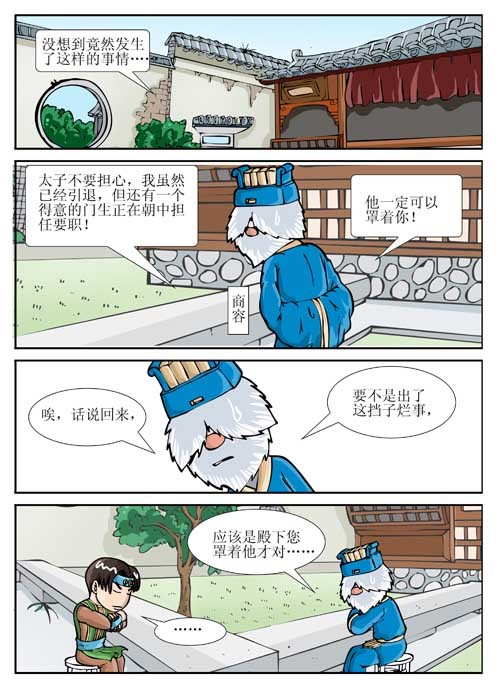 没想到竟然发生
了这样的事情····
太子不要担心，我虽然
已经引退，但还有一个
得意的门生正在朝中担
任要职！
他一定可以
罩着你！
商容
唉，话说回来，
要不是出了
这挡子烂事，
应该是殿下您
罩着他才对······
······